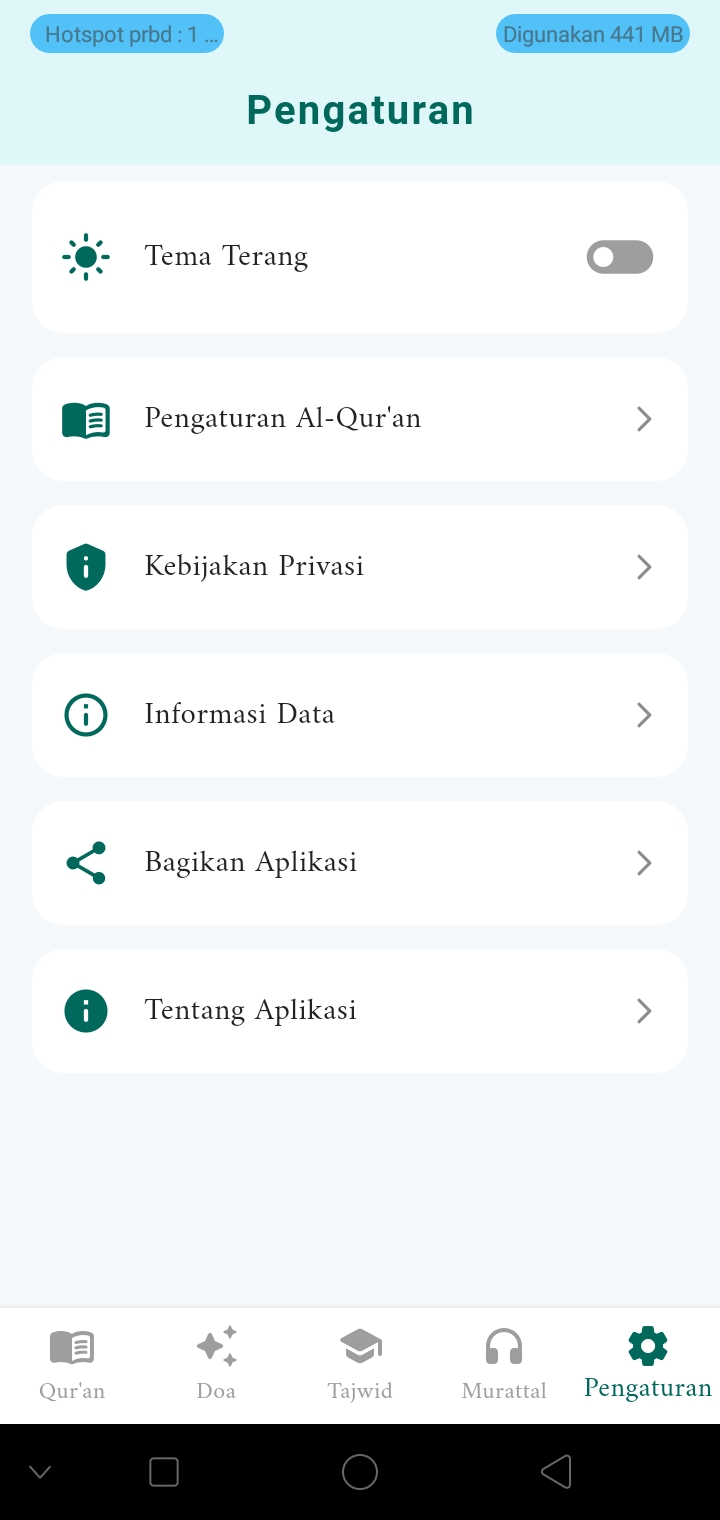 Hotspot prbd : 1 ...
Digunakan 441 MB
Pengaturan
Tema Terang
Pengaturan Al-Qur'an
Kebijakan Privasi
Informasi Data
Bagikan Aplikasi
Tentang Aplikasi
Qur'an
Doa
Tajwid
Murattal
Pengaturan